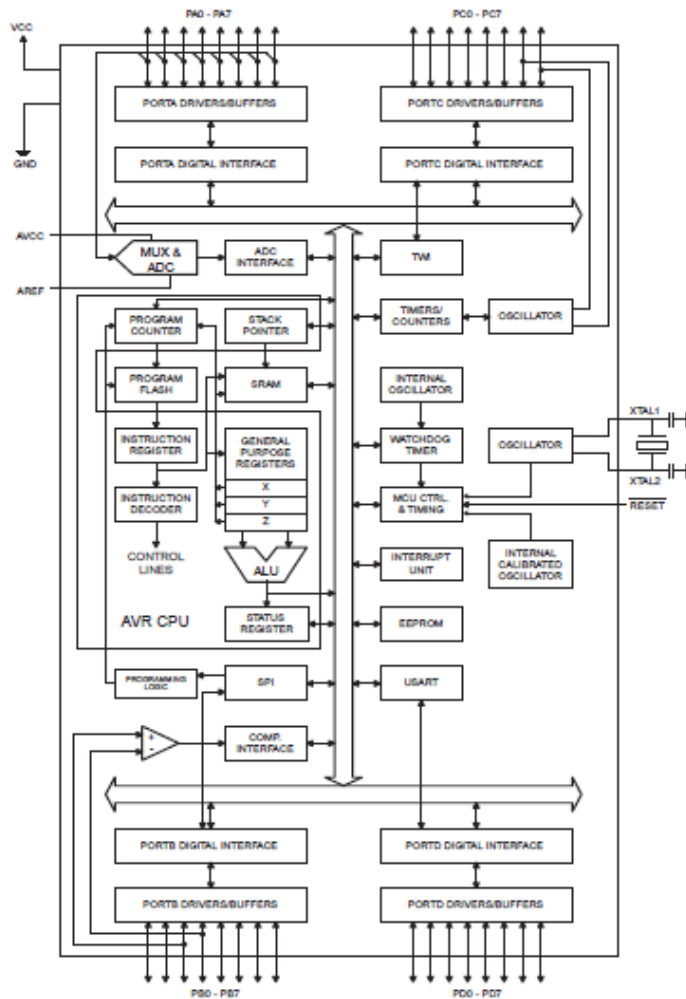 PA0 - PA7
PC0 - PC7
VCC
GND
PORTA DRIVERS/BUFFERS
PORTC DRIVERS/BUFFERS
PORTA DIGITAL INTERFACE
PORTC DIGITAL INTERFACE
AVCC
AREF
MUX &
ADC
ADC
INTERFACE
TWI
PROGRAM
COUNTER
STACK
POINTER
TIMERS/
COUNTERS
OSCILLATOR
PROGRAM
FLASH
SRAM
INTERNAL
OSCILLATOR
INSTRUCTION
REGISTER
GENERAL
PURPOSE
REGISTERS
X
Y
Z
WATCHDOG
TIMER
OSCILLATOR
XTAL1
XTAL2
INSTRUCTION
DECODER
MCU CTRL.
& TIMING
RESET
CONTROL
LINES
ALU
INTERRUPT
UNIT
INTERNAL
CALIBRATED
OSCILLATOR
AVR CPU
STATUS
REGISTER
EEPROM
PROGRAMMING
LOGIC
SPI
USART
+
-
COMP.
INTERFACE
PORTB DIGITAL INTERFACE
PORTD DIGITAL INTERFACE
PORTB DRIVERS/BUFFERS
PORTD DRIVERS/BUFFERS
PB0 - PB7
PD0 - PD7